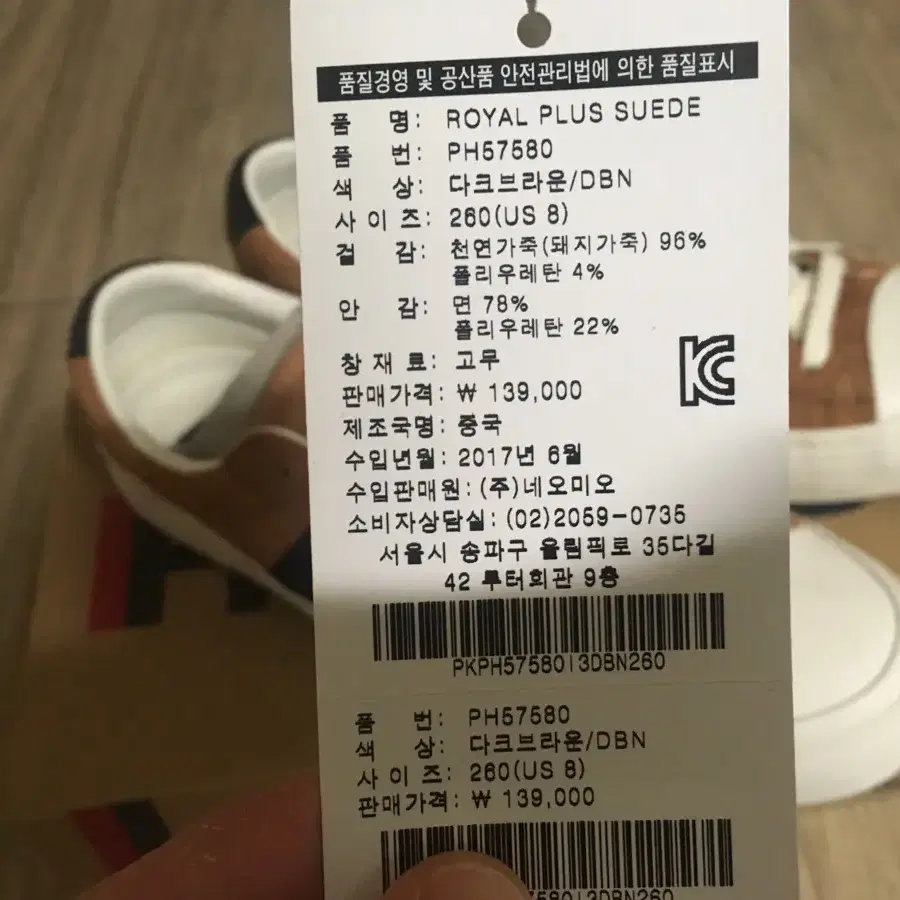 품질경영 및 공산품 안전관리법에 의한 품질표시
품 명: ROYAL PLUS SUEDE
품 번: PH57580
색 상: 다크브라운/DBN
사 이 즈: 260(US 8)
겉 감: 천연가죽(돼지가죽) 96%
폴리우레탄 4%
안 감: 면 78%
폴리우레탄 22%
창 재 료: 고무
판매가격: ₩ 139,000
제조국명: 중국
수입년월: 2017년 6월
수입판매원: (주)네오미오
소비자상담실: (02)2059-0735
서울시 송파구 올림픽로 35다길
42 루터회관 9층
PKPH57580I3DBN260
품 번: PH57580
색 상: 다크브라운/DBN
사 이 즈: 260(US 8)
판매가격: ₩ 139,000
7580I3DBN260